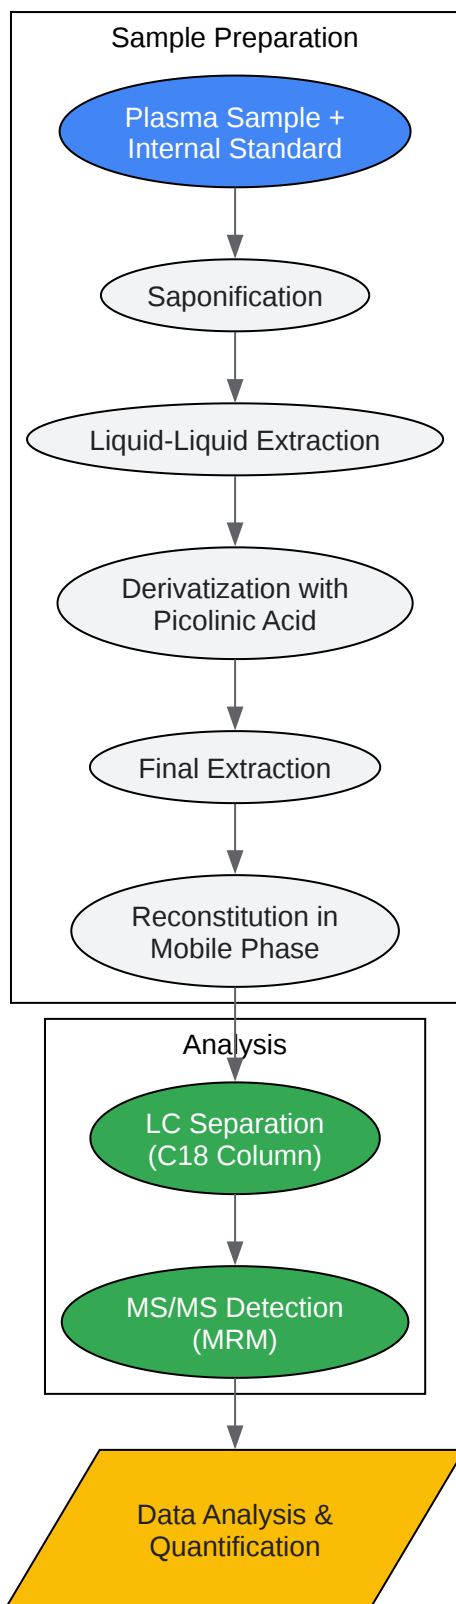 Sample Preparation
Plasma Sample +
Internal Standard
Saponification
Liquid-Liquid Extraction
Derivatization with
Picolinic Acid
Final Extraction
Reconstitution in
Mobile Phase
Analysis
LC Separation
(C18 Column)
MS/MS Detection
(MRM)
Data Analysis &
Quantification